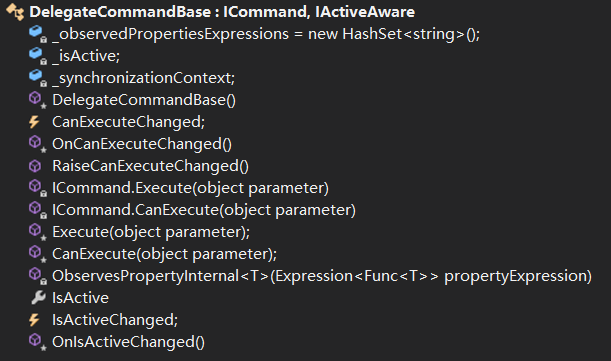 DelegateCommandBase : ICommand, IActiveAware
_observedPropertiesExpressions = new HashSet<string>();
_isActive;
_synchronizationContext;
DelegateCommandBase()
CanExecuteChanged;
OnCanExecuteChanged()
RaiseCanExecuteChanged()
ICommand.Execute(object parameter)
ICommand.CanExecute(object parameter)
Execute(object parameter);
CanExecute(object parameter);
ObservesPropertyInternal<T>(Expression<Func<T>> propertyExpression)
IsActive
IsActiveChanged;
OnIsActiveChanged()